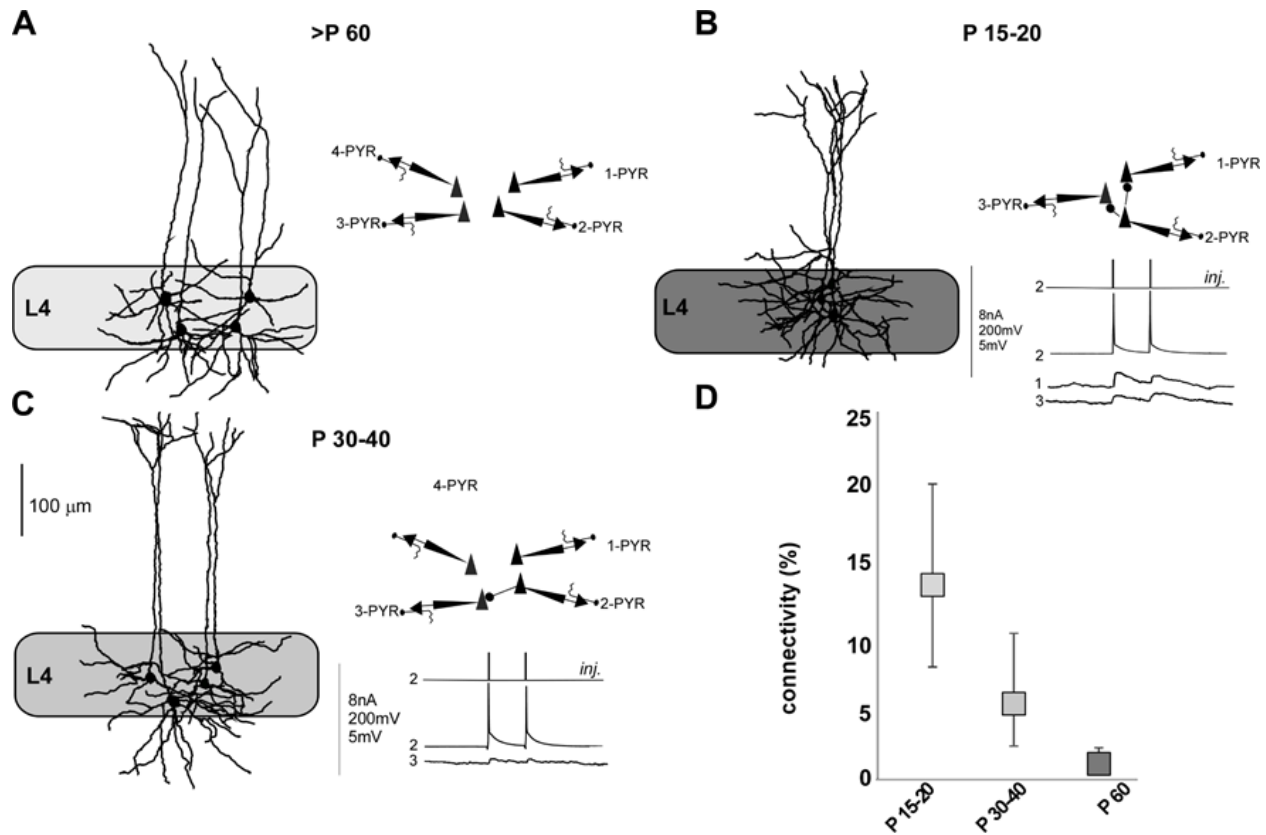 A
>P 60
4-PYR
1-PYR
3-PYR
2-PYR
L4
B
P 15-20
1-PYR
3-PYR
2-PYR
L4
8nA
200mV
5mV
2
inj.
2
1
3
C
P 30-40
100 μm
4-PYR
1-PYR
3-PYR
2-PYR
L4
8nA
200mV
5mV
2
inj.
2
3
D
connectivity (%)
25
20
15
10
5
0
P 15-20
P 30-40
P 60